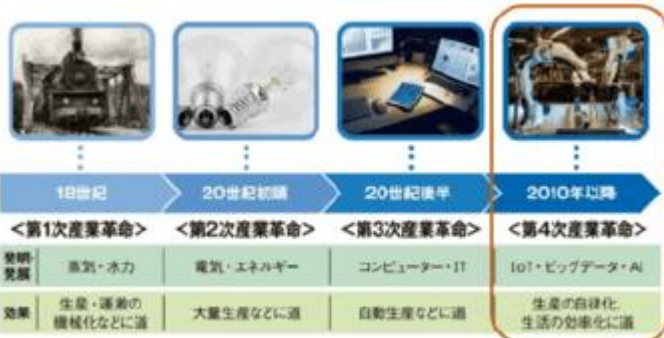 18世紀
20世紀初頭
20世紀後半
2010年以降
<第1次産業革命>
<第2次産業革命>
<第3次産業革命>
<第4次産業革命>
発明・
発展
蒸気・水力
電気・エネルギー
コンピューター・IT
IoT・ビッグデータ・AI
効果
生産・運搬の
機械化などに道
大量生産などに道
自動生産などに道
生産の自律化、
生活の効率化に道